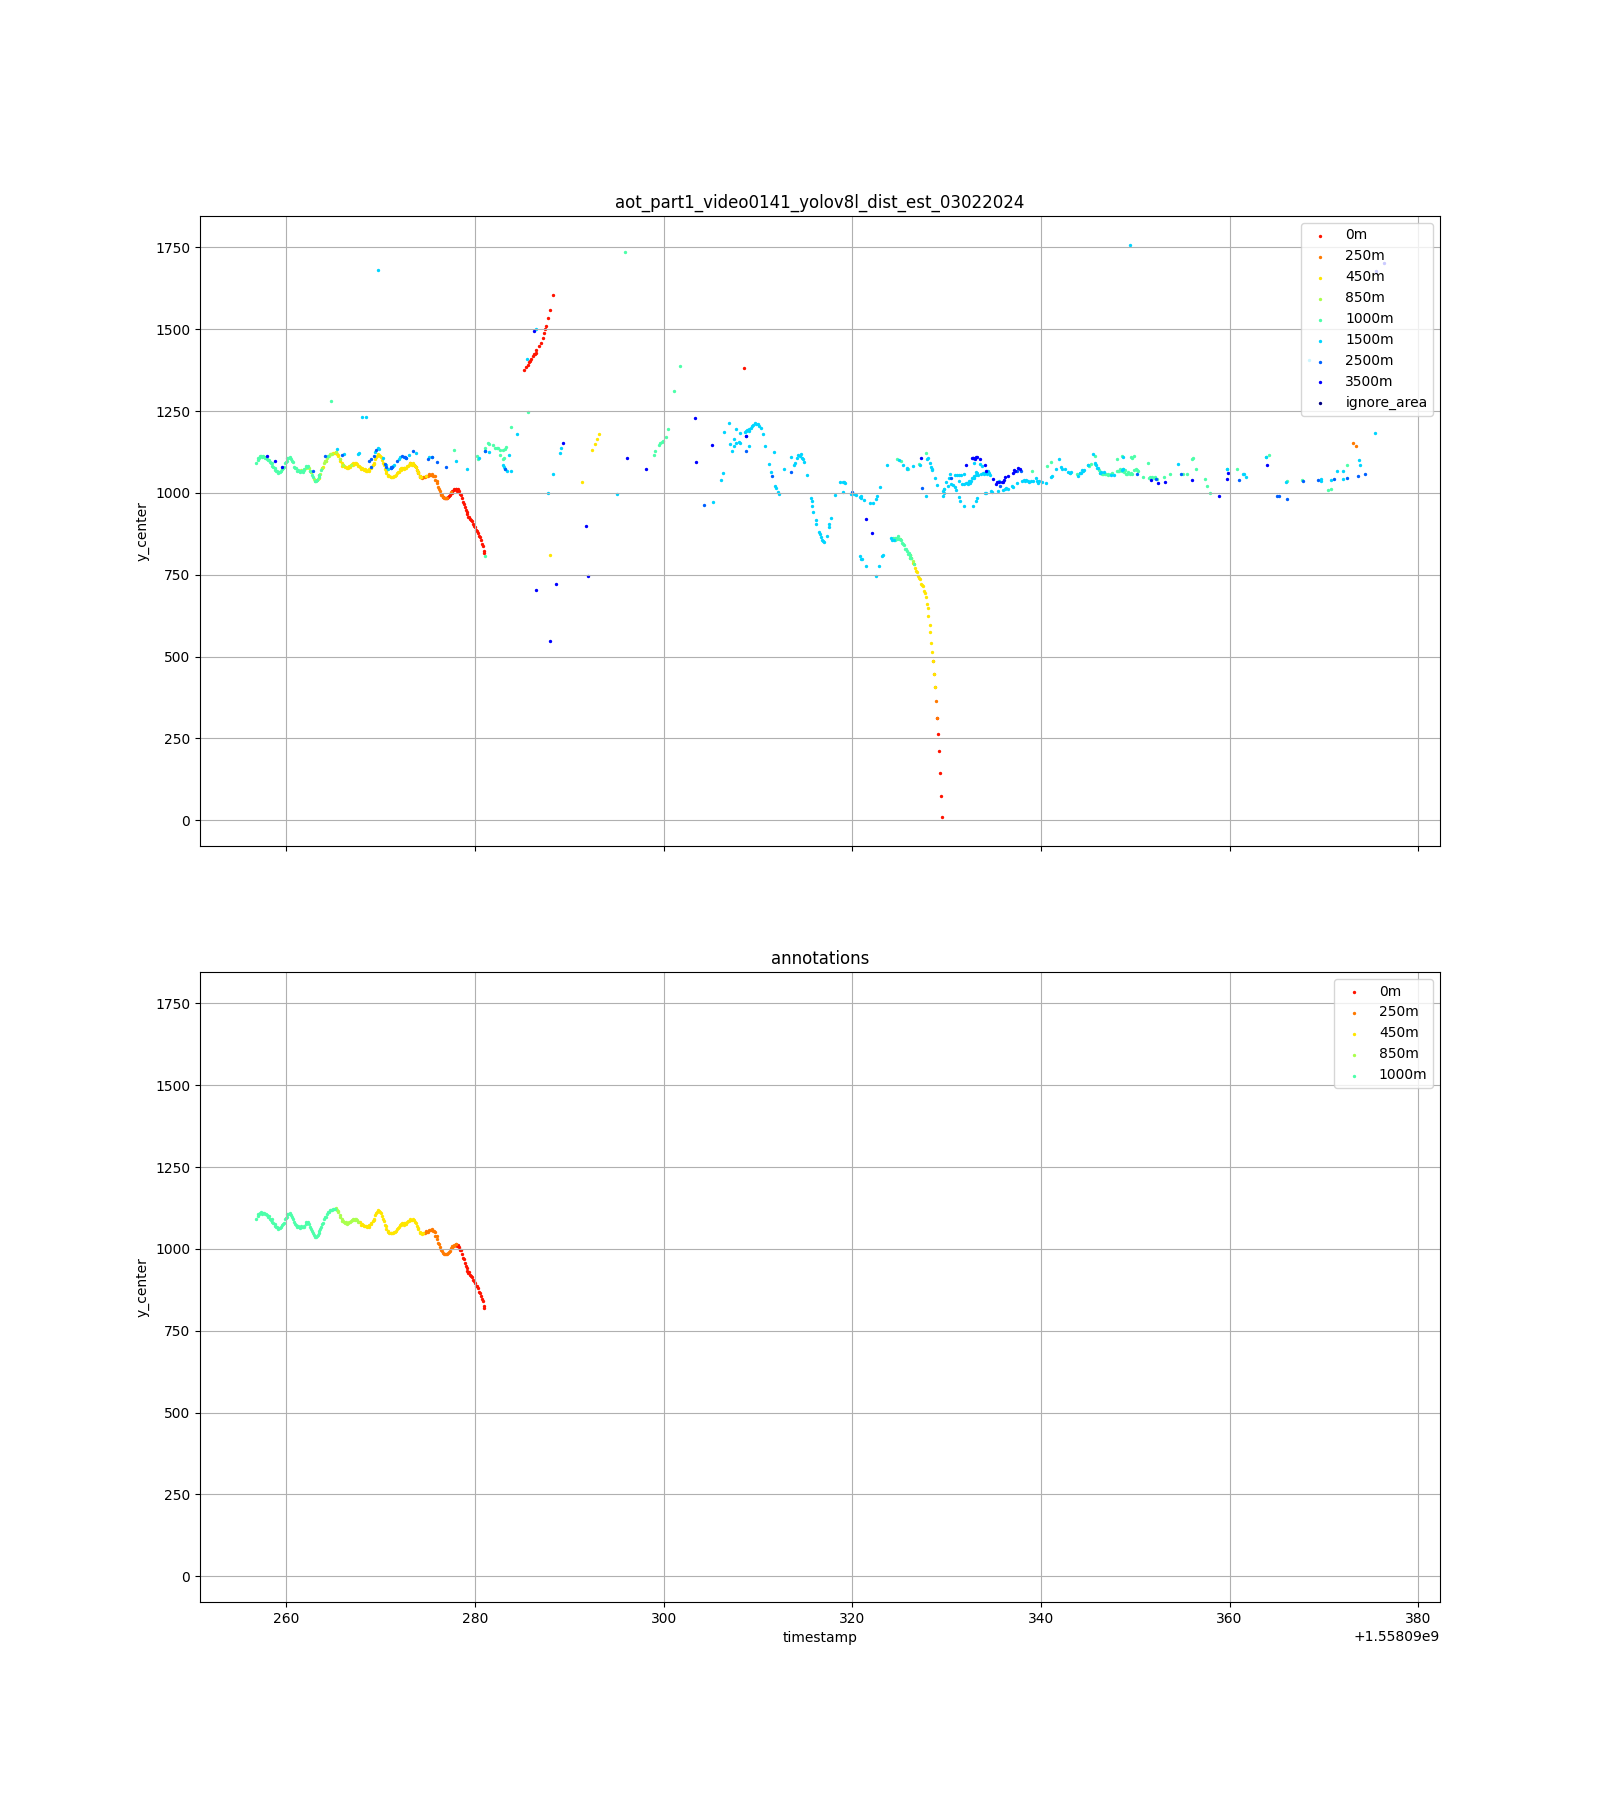 aot_part1_video0141_yolov8l_dist_est_03022024
1750
1500
1250
1000
750
500
250
0
y_center
0m
250m
450m
850m
1000m
1500m
2500m
3500m
ignore_area
annotations
1750
1500
1250
1000
750
500
250
0
y_center
0m
250m
450m
850m
1000m
260
280
300
320
340
360
380
timestamp
+1.55809e9